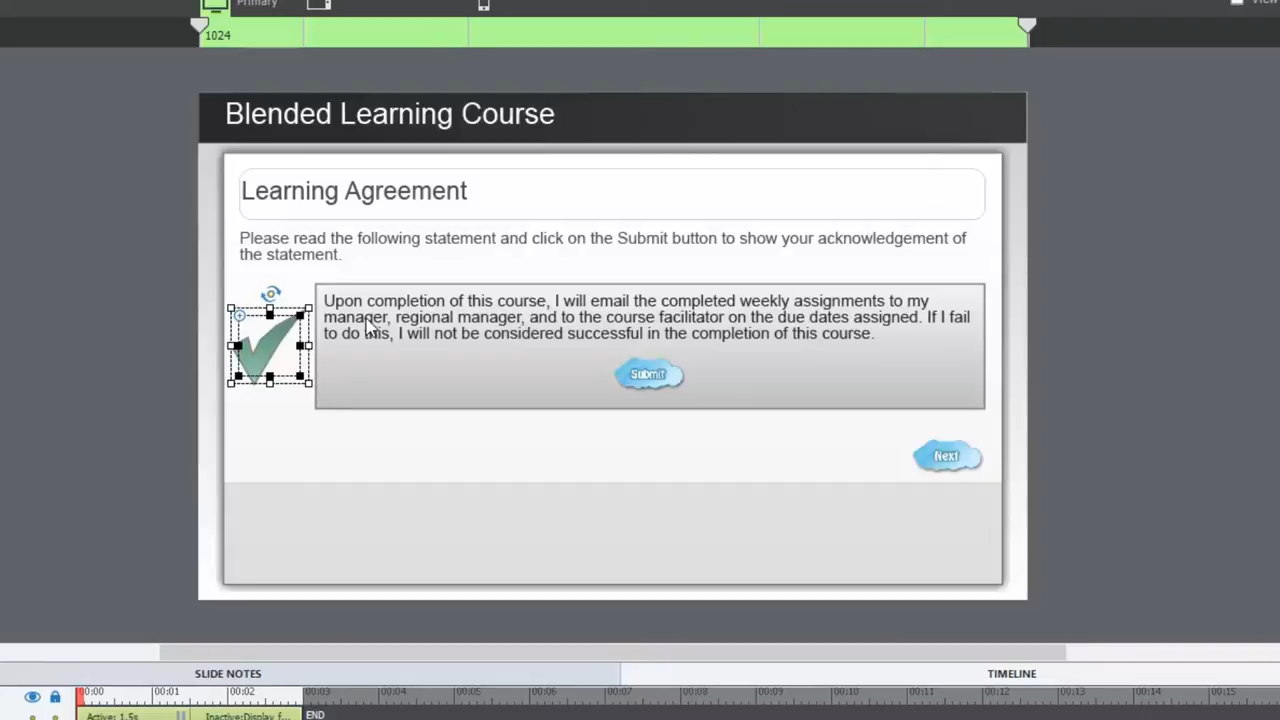 Primary
View
1024
Blended Learning Course
Learning Agreement
Please read the following statement and click on the Submit button to show your acknowledgement of
the statement.
Upon completion of this course, I will email the completed weekly assignments to my
manager, regional manager, and to the course facilitator on the due dates assigned. If I fail
to do this, I will not be considered successful in the completion of this course.
Submit
Next
SLIDE NOTES
TIMELINE
00:00 00:01 00:02 00:03 00:04 00:05 00:06 00:07 00:08 00:09 00:10 00:11 00:12 00:13 00:14 00:15
Active: 1.5s Inactive:Display f... END